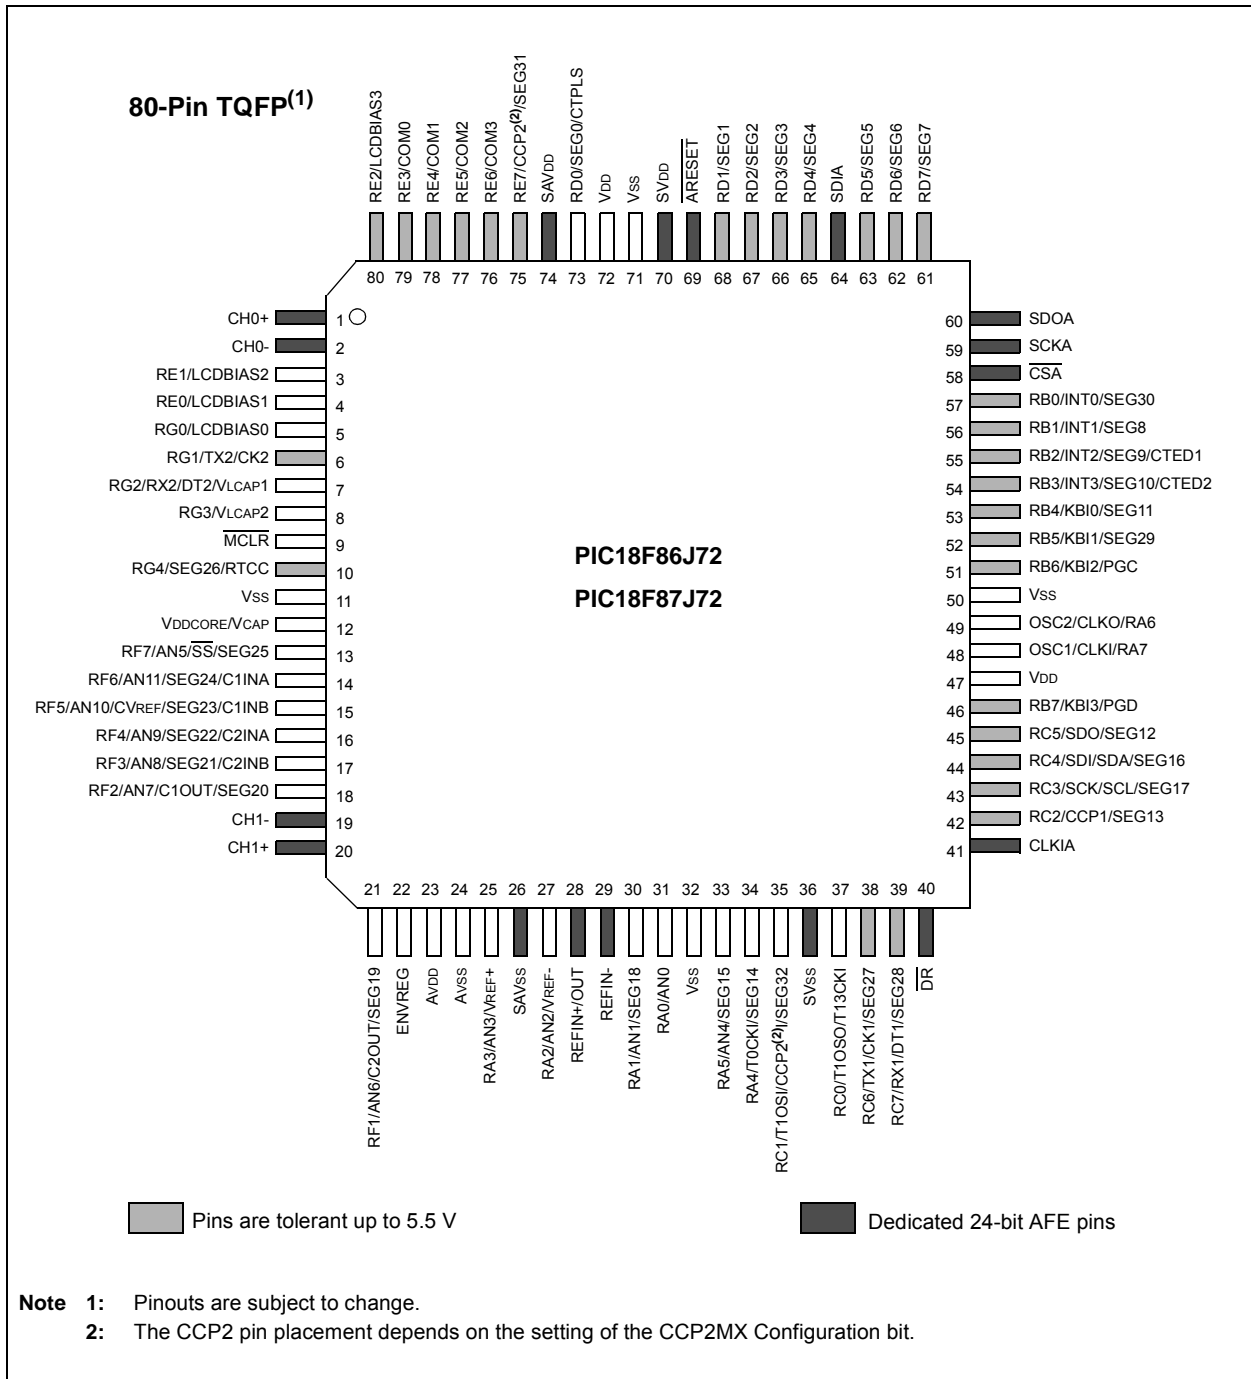 80-Pin TQFP(1)
RE2/LCDBIAS3
RE3/COM0
RE4/COM1
RE5/COM2
RE6/COM3
RE7/CCP2(2)/SEG31
SAVDD
RD0/SEG0/CTPLS
VDD
VSS
SVDD
ARESET
RD1/SEG1
RD2/SEG2
RD3/SEG3
RD4/SEG4
SDIA
RD5/SEG5
RD6/SEG6
RD7/SEG7
80 79 78 77 76 75 74 73 72 71 70 69 68 67 66 65 64 63 62 61
CH0+ 1
CH0- 2
RE1/LCDBIAS2 3
RE0/LCDBIAS1 4
RG0/LCDBIAS0 5
RG1/TX2/CK2 6
RG2/RX2/DT2/VLCAP1 7
RG3/VLCAP2 8
MCLR 9
RG4/SEG26/RTCC 10
VSS 11
VDDCORE/VCAP 12
RF7/AN5/SS/SEG25 13
RF6/AN11/SEG24/C1INA 14
RF5/AN10/CVREF/SEG23/C1INB 15
RF4/AN9/SEG22/C2INA 16
RF3/AN8/SEG21/C2INB 17
RF2/AN7/C1OUT/SEG20 18
CH1- 19
CH1+ 20
PIC18F86J72
PIC18F87J72
60 SDOA
59 SCKA
58 CSA
57 RB0/INT0/SEG30
56 RB1/INT1/SEG8
55 RB2/INT2/SEG9/CTED1
54 RB3/INT3/SEG10/CTED2
53 RB4/KBI0/SEG11
52 RB5/KBI1/SEG29
51 RB6/KBI2/PGC
50 VSS
49 OSC2/CLKO/RA6
48 OSC1/CLKI/RA7
47 VDD
46 RB7/KBI3/PGD
45 RC5/SDO/SEG12
44 RC4/SDI/SDA/SEG16
43 RC3/SCK/SCL/SEG17
42 RC2/CCP1/SEG13
41 CLKIA
21 22 23 24 25 26 27 28 29 30 31 32 33 34 35 36 37 38 39 40
RF1/AN6/C2OUT/SEG19
ENVREG
AVDD
AVSS
RA3/AN3/VREF+
SAVSS
RA2/AN2/VREF-
REFIN+/OUT
REFIN-
RA1/AN1/SEG18
RA0/AN0
VSS
RA5/AN4/SEG15
RA4/T0CKI/SEG14
RC1/T1OSI/CCP2(2)I/SEG32
SVSS
RC0/T1OSO/T13CKI
RC6/TX1/CK1/SEG27
RC7/RX1/DT1/SEG28
DR
Pins are tolerant up to 5.5 V
Dedicated 24-bit AFE pins
Note 1: Pinouts are subject to change.
2: The CCP2 pin placement depends on the setting of the CCP2MX Configuration bit.